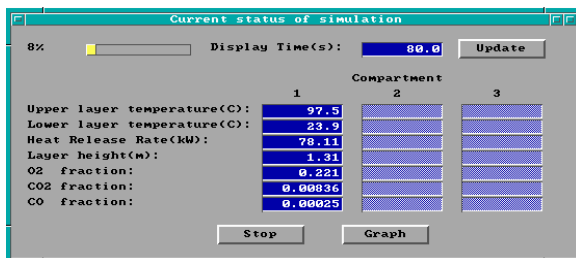 Current status of simulation
8% Display Time(s): 80.0 Update
Compartment
1 2 3
Upper layer temperature(C): 97.5
Lower layer temperature(C): 23.9
Heat Release Rate(kW): 78.11
Layer height(m): 1.31
O2 fraction: 0.221
CO2 fraction: 0.00836
CO fraction: 0.00025
Stop Graph